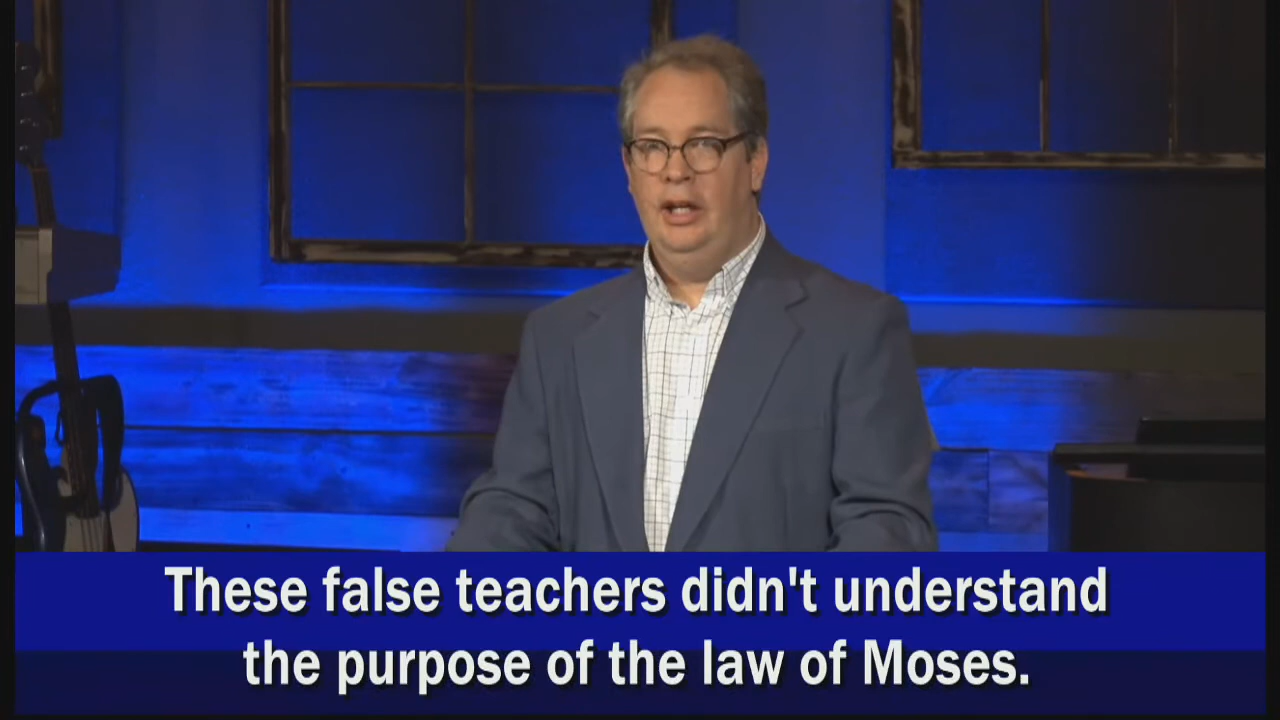 These false teachers didn't understand
the purpose of the law of Moses.